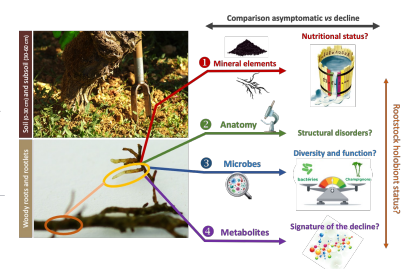 Comparison asymptomatic vs decline
Soil (0-30 cm) and subsoil (30-60 cm)
Woody roots and rootlets
1 Mineral elements
Nutritional status?
2 Anatomy
Structural disorders?
3 Microbes
Diversity and function?
bacteries
Champignons
4 Metabolites
Signature of the decline?
Rootstock holobiont status?